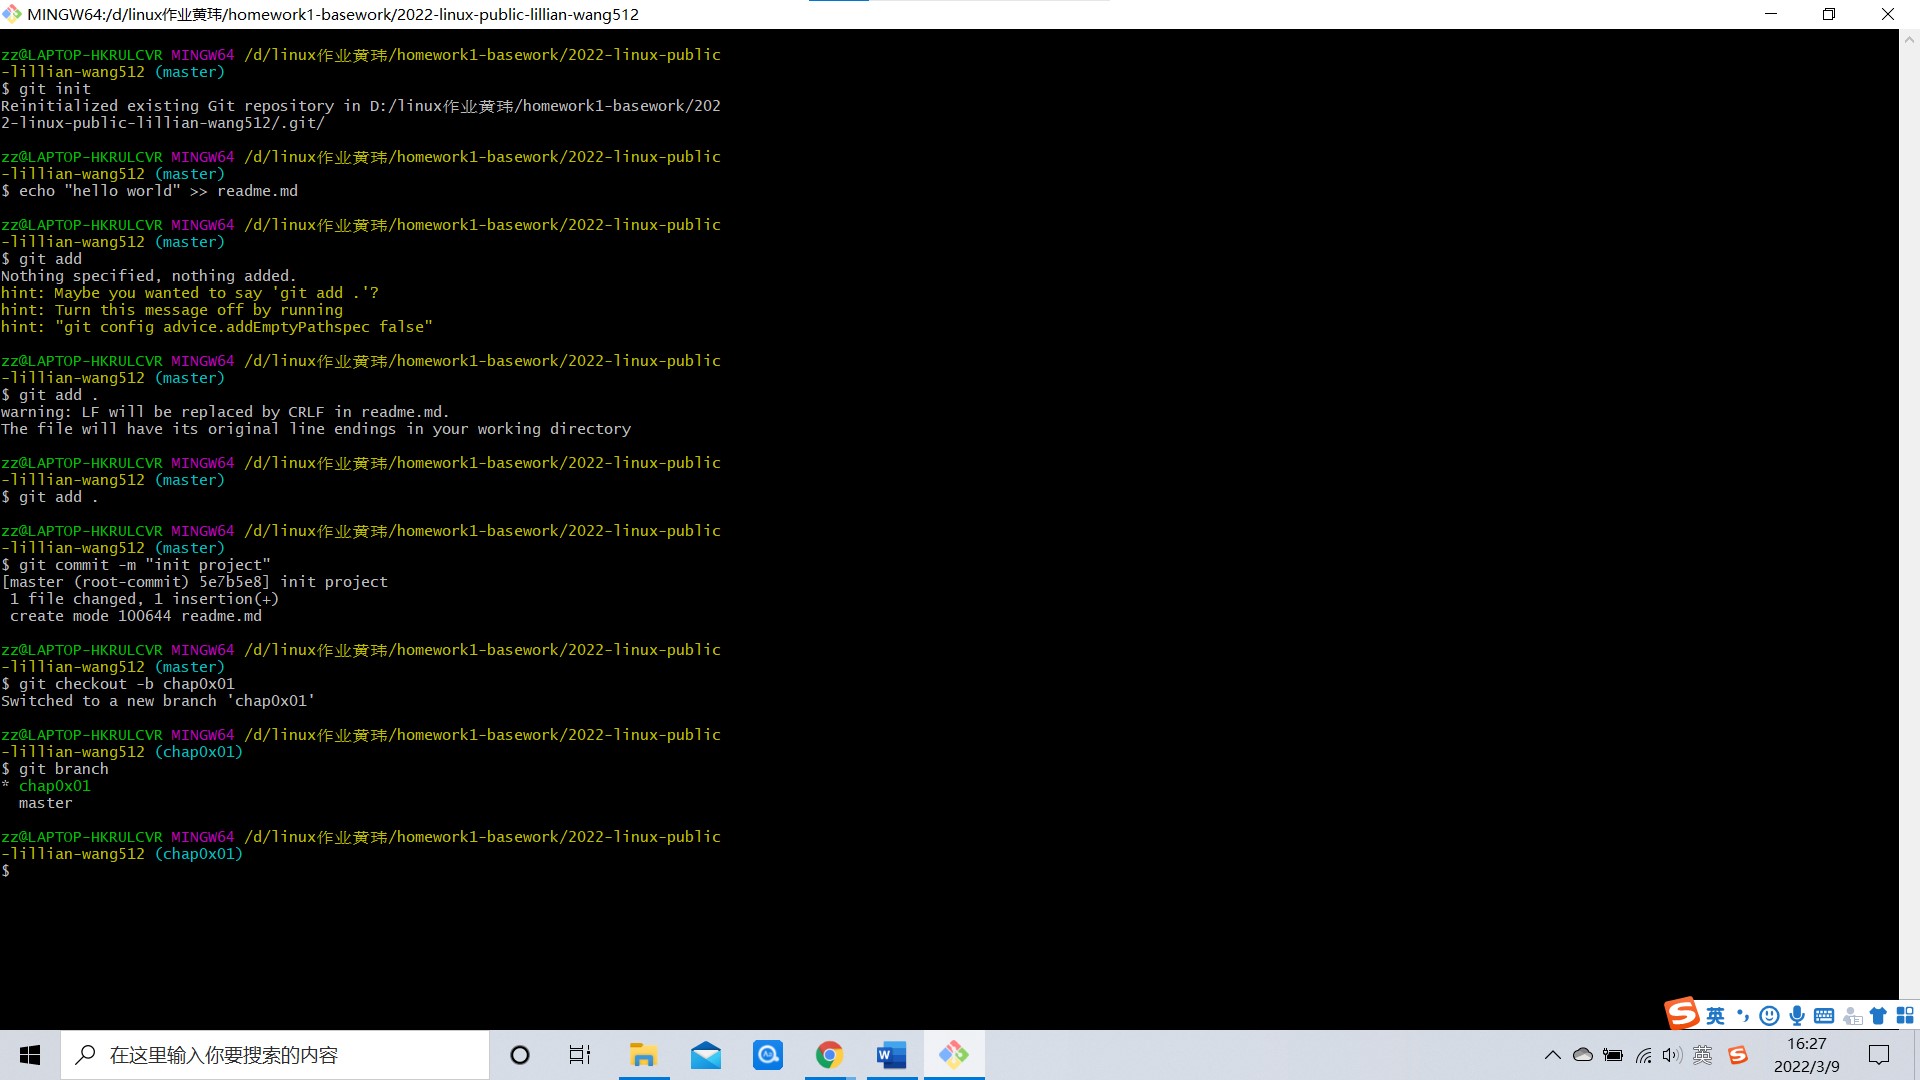 MINGW64:/d/linux作业黄玮/homework1-basework/2022-linux-public-lillian-wang512
zz@LAPTOP-HKRULCVR MINGW64 /d/linux作业黄玮/homework1-basework/2022-linux-public
-lillian-wang512 (master)
$ git init
Reinitialized existing Git repository in D:/linux作业黄玮/homework1-basework/202
2-linux-public-lillian-wang512/.git/
zz@LAPTOP-HKRULCVR MINGW64 /d/linux作业黄玮/homework1-basework/2022-linux-public
-lillian-wang512 (master)
$ echo "hello world" >> readme.md
zz@LAPTOP-HKRULCVR MINGW64 /d/linux作业黄玮/homework1-basework/2022-linux-public
-lillian-wang512 (master)
$ git add
Nothing specified, nothing added.
hint: Maybe you wanted to say 'git add .'?
hint: Turn this message off by running
hint: "git config advice.addEmptyPathspec false"
zz@LAPTOP-HKRULCVR MINGW64 /d/linux作业黄玮/homework1-basework/2022-linux-public
-lillian-wang512 (master)
$ git add .
warning: LF will be replaced by CRLF in readme.md.
The file will have its original line endings in your working directory
zz@LAPTOP-HKRULCVR MINGW64 /d/linux作业黄玮/homework1-basework/2022-linux-public
-lillian-wang512 (master)
$ git add .
zz@LAPTOP-HKRULCVR MINGW64 /d/linux作业黄玮/homework1-basework/2022-linux-public
-lillian-wang512 (master)
$ git commit -m "init project"
[master (root-commit) 5e7b5e8] init project
 1 file changed, 1 insertion(+)
 create mode 100644 readme.md
zz@LAPTOP-HKRULCVR MINGW64 /d/linux作业黄玮/homework1-basework/2022-linux-public
-lillian-wang512 (master)
$ git checkout -b chap0x01
Switched to a new branch 'chap0x01'
zz@LAPTOP-HKRULCVR MINGW64 /d/linux作业黄玮/homework1-basework/2022-linux-public
-lillian-wang512 (chap0x01)
$ git branch
* chap0x01
  master
zz@LAPTOP-HKRULCVR MINGW64 /d/linux作业黄玮/homework1-basework/2022-linux-public
-lillian-wang512 (chap0x01)
$
英
在这里输入你要搜索的内容
英
16:27
2022/3/9